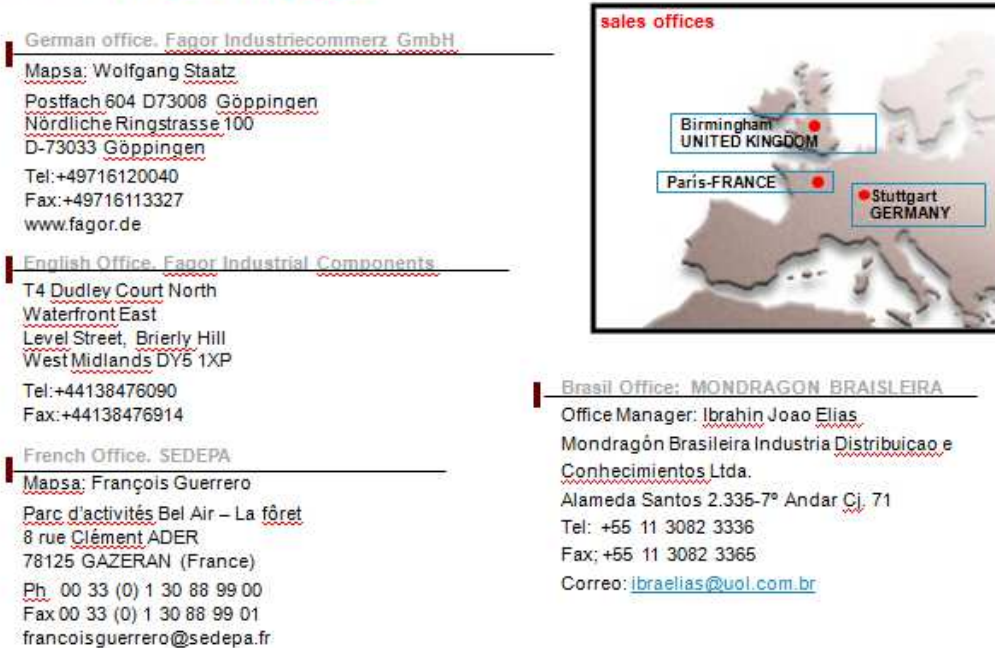 German office. Fagor Industriecommerz GmbH
Mapsa: Wolfgang Staatz
Postfach 604 D73008 Göppingen
Nördliche Ringstrasse 100
D-73033 Göppingen
Tel:+49716120040
Fax:+49716113327
www.fagor.de
English Office. Fagor Industrial Components
T4 Dudley Court North
Waterfront East
Level Street, Brierly Hill
West Midlands DY5 1XP
Tel:+44138476090
Fax:+44138476914
French Office. SEDEPA
Mapsa: François Guerrero
Parc d'activités Bel Air – La fôret
8 rue Clément ADER
78125 GAZERAN (France)
Ph 00 33 (0) 1 30 88 99 00
Fax 00 33 (0) 1 30 88 99 01
francoisguerrero@sedepa.fr
sales offices
Birmingham
UNITED KINGDOM
París-FRANCE
Stuttgart
GERMANY
Brasil Office: MONDRAGON BRAISLEIRA
Office Manager: Ibrahin Joao Elias
Mondragôn Brasileira Industria Distribuiçao e
Conhecimientos Ltda.
Alameda Santos 2.335-7º Andar Cj. 71
Tel: +55 11 3082 3336
Fax; +55 11 3082 3365
Correo: ibraelias@uol.com.br